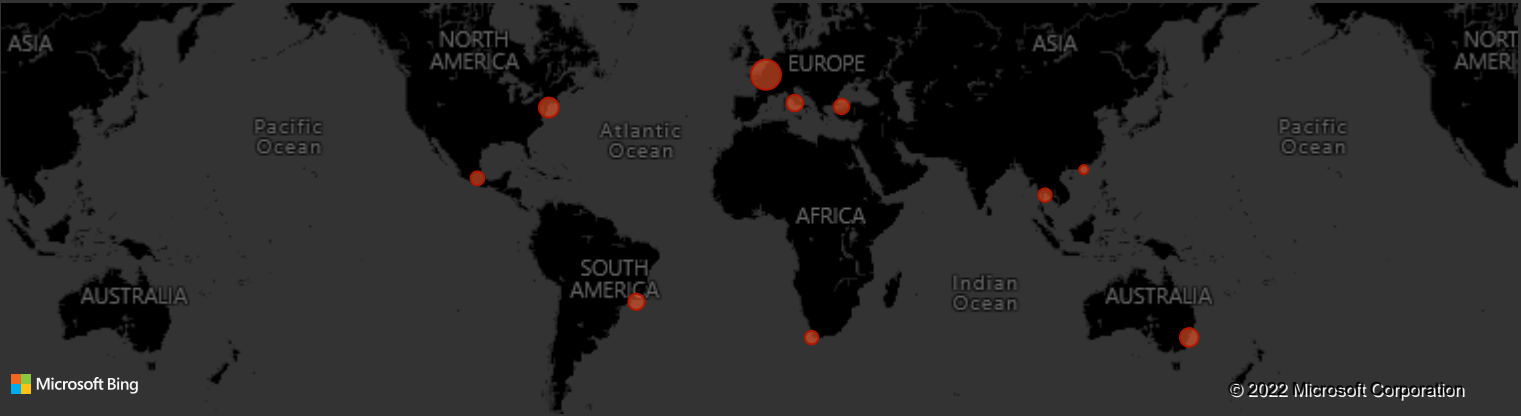 ASIA
NORTH
AMERICA
EUROPE
ASIA
NORT
AMERI
Pacific
Ocean
Atlantic
Ocean
Pacific
Ocean
AFRICA
SOUTH
AMERICA
Indian
Ocean
AUSTRALIA
AUSTRALIA
Microsoft Bing
© 2022 Microsoft Corporation